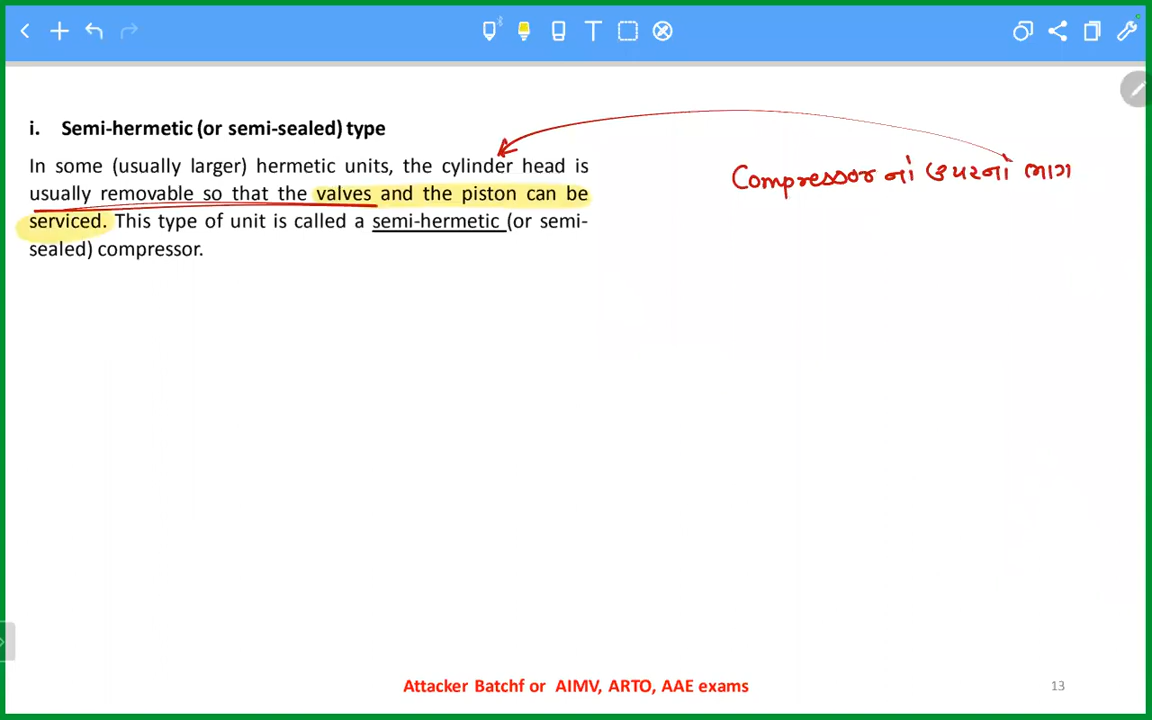 i. Semi-hermetic (or semi-sealed) type
In some (usually larger) hermetic units, the cylinder head is
usually removable so that the valves and the piston can be
serviced. This type of unit is called a semi-hermetic (or semi-
sealed) compressor.
Compressor નાં ઉપરનો ભાગ
Attacker Batchf or AIMV, ARTO, AAE exams
13